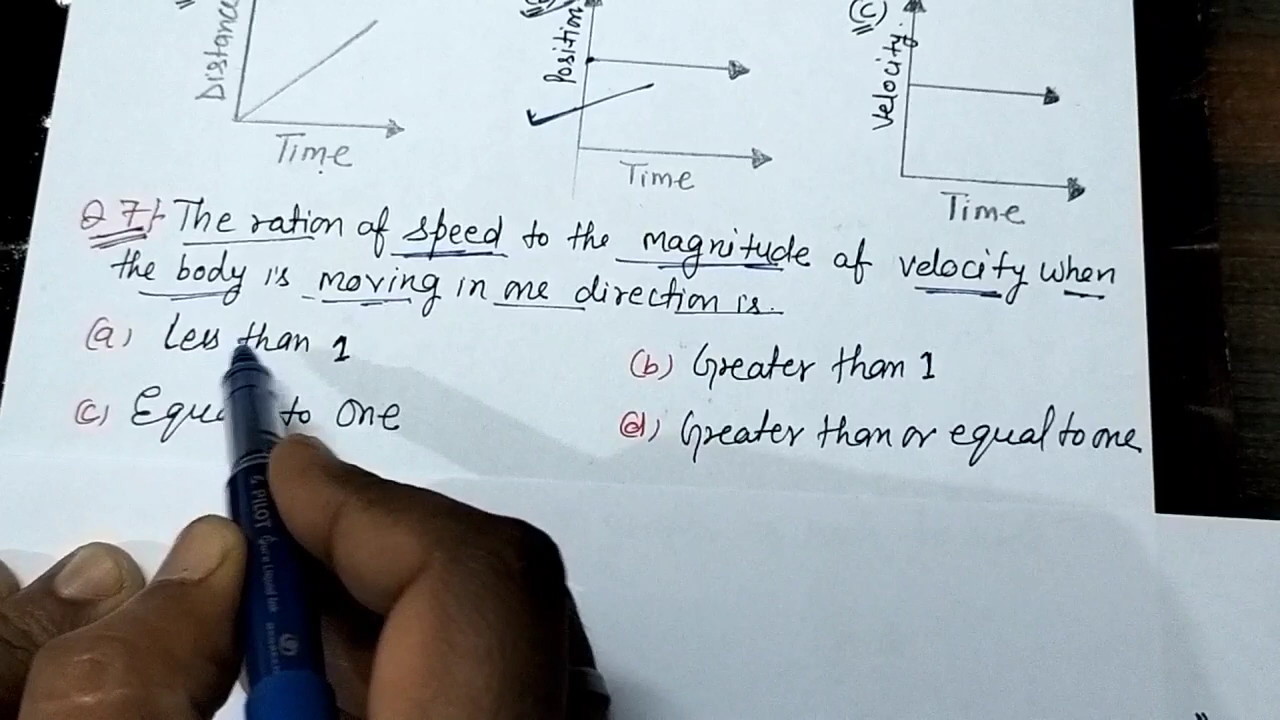 Distance
Time
Position
Time
(C)
Velocity
Time
Q 7 The ration of speed to the magnitude of velocity when
the body is moving in one direction is.
(a) Less than 1
(b) Greater than 1
(c) Equ to One
(d) Greater than or equal to one
PILOT